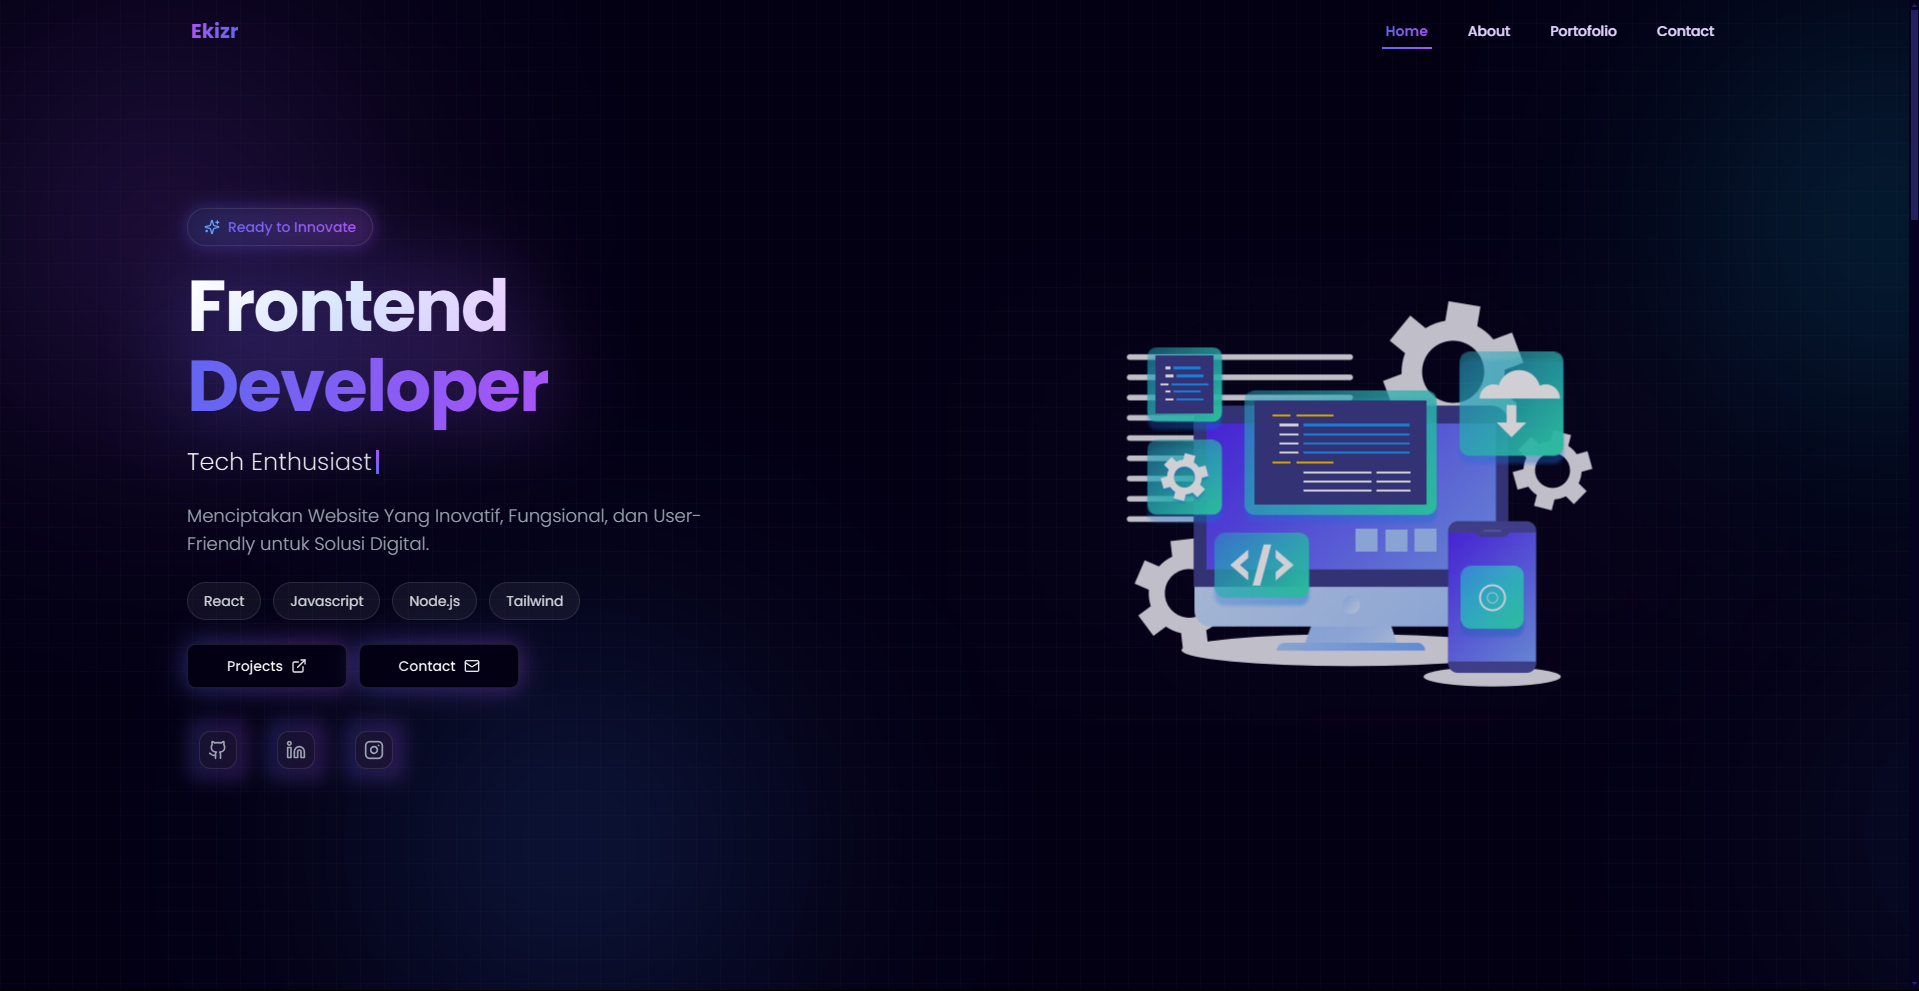 Ekizr
Home
About
Portofolio
Contact
Ready to Innovate
Frontend
Developer
Tech Enthusiast
Menciptakan Website Yang Inovatif, Fungsional, dan User-
Friendly untuk Solusi Digital.
React
Javascript
Node.js
Tailwind
Projects
Contact